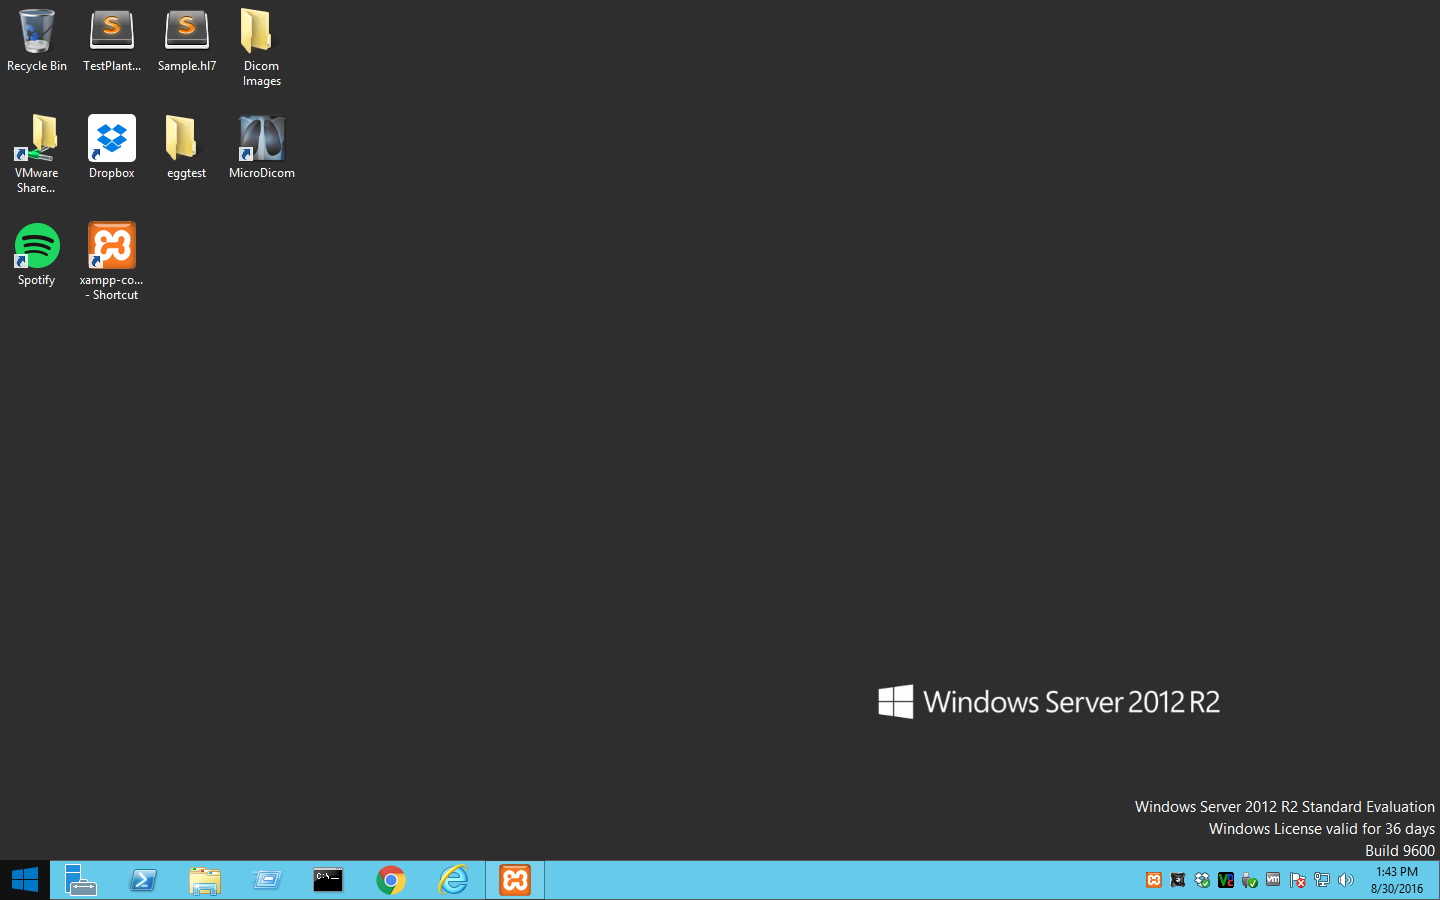 Recycle Bin
TestPlant...
Sample.hl7
Dicom
Images
VMware
Share...
Dropbox
eggtest
MicroDicom
Spotify
xampp-co...
- Shortcut
Windows Server 2012 R2
Windows Server 2012 R2 Standard Evaluation
Windows License valid for 36 days
Build 9600
1:43 PM
8/30/2016